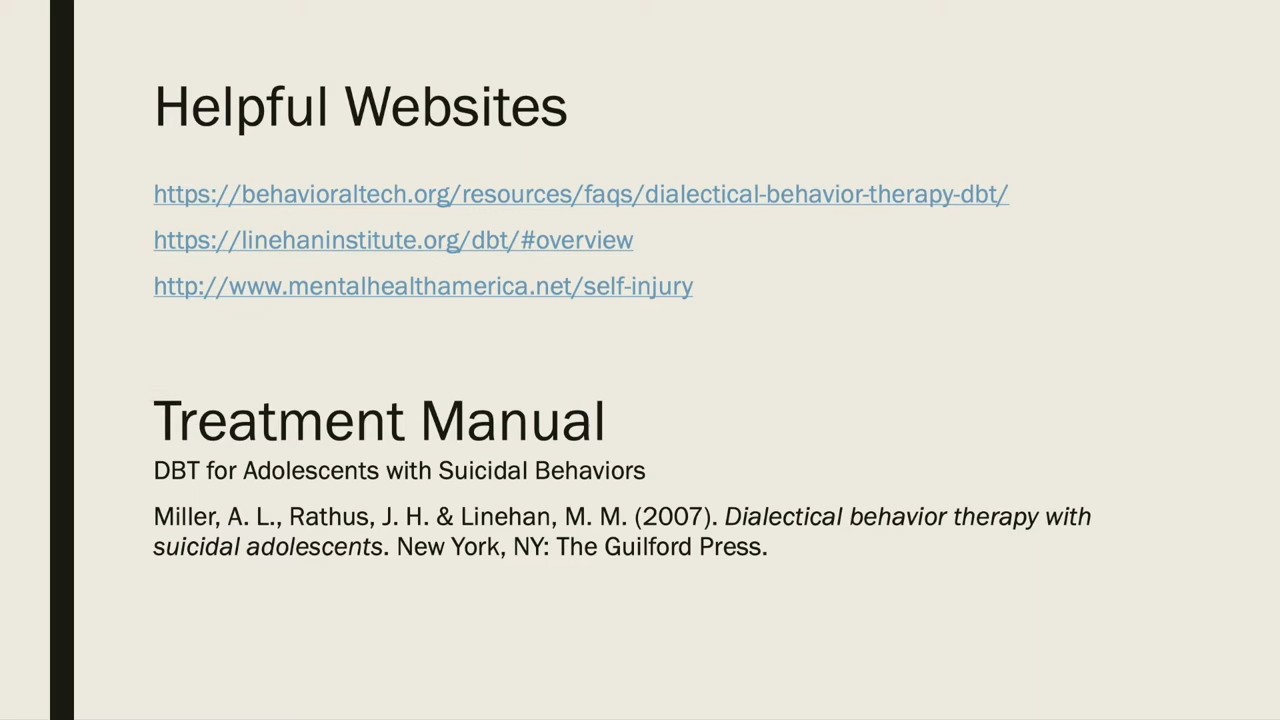 Helpful Websites
https://behavioraltech.org/resources/faqs/dialectical-behavior-therapy-dbt/
https://linehaninstitute.org/dbt/#overview
http://www.mentalhealthamerica.net/self-injury
Treatment Manual
DBT for Adolescents with Suicidal Behaviors
Miller, A. L., Rathus, J. H. & Linehan, M. M. (2007). Dialectical behavior therapy with
suicidal adolescents. New York, NY: The Guilford Press.